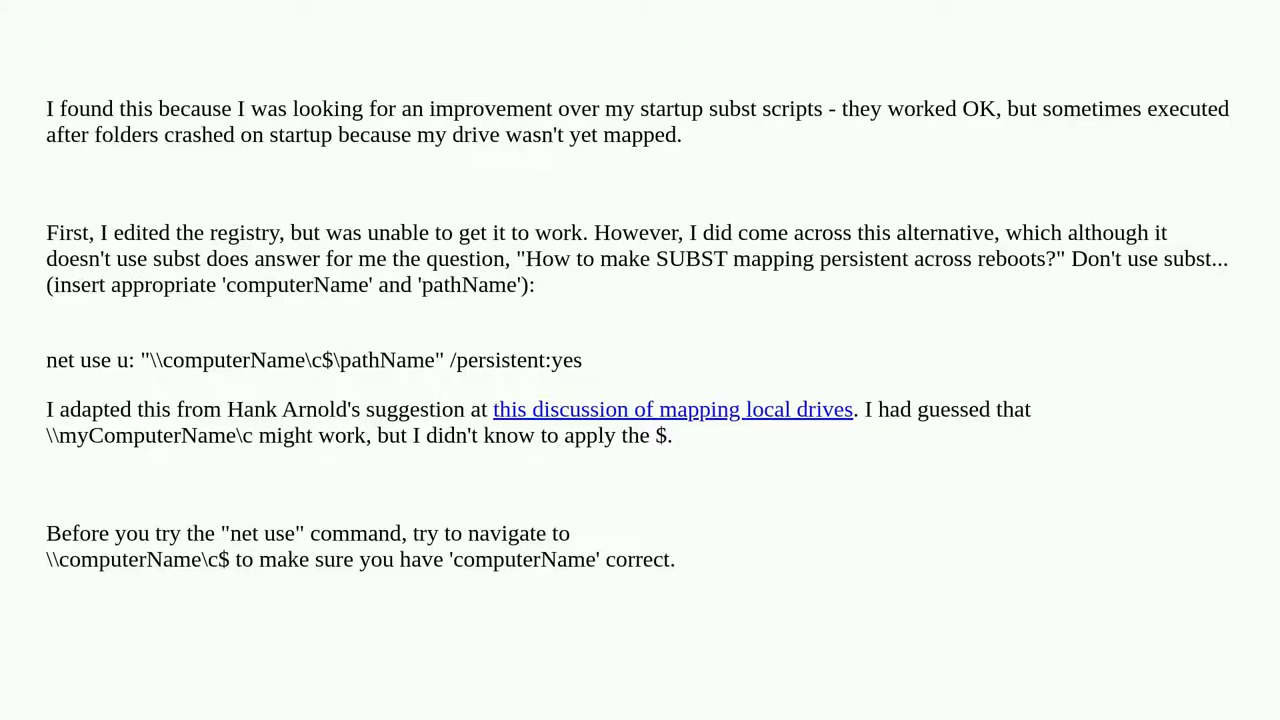 I found this because I was looking for an improvement over my startup subst scripts - they worked OK, but sometimes executed
after folders crashed on startup because my drive wasn't yet mapped.
First, I edited the registry, but was unable to get it to work. However, I did come across this alternative, which although it
doesn't use subst does answer for me the question, "How to make SUBST mapping persistent across reboots?" Don't use subst...
(insert appropriate 'computerName' and 'pathName'):
net use u: "\\computerName\c$\pathName" /persistent:yes
I adapted this from Hank Arnold's suggestion at this discussion of mapping local drives. I had guessed that
\\myComputerName\c might work, but I didn't know to apply the $.
Before you try the "net use" command, try to navigate to
\\computerName\c$ to make sure you have 'computerName' correct.